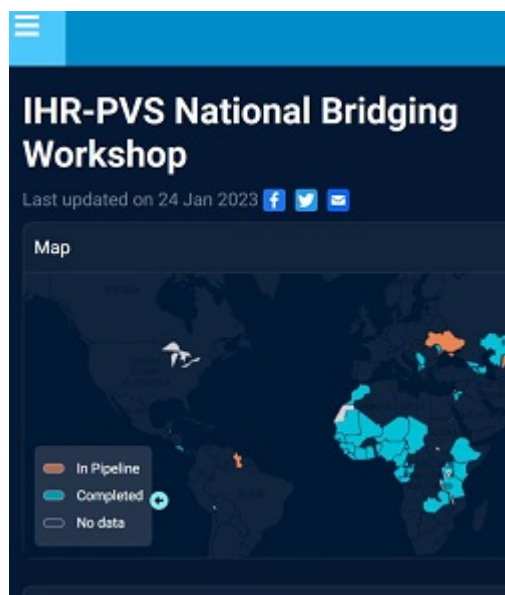 IHR-PVS National Bridging
Workshop
Last updated on 24 Jan 2023
Map
In Pipeline
Completed
No data